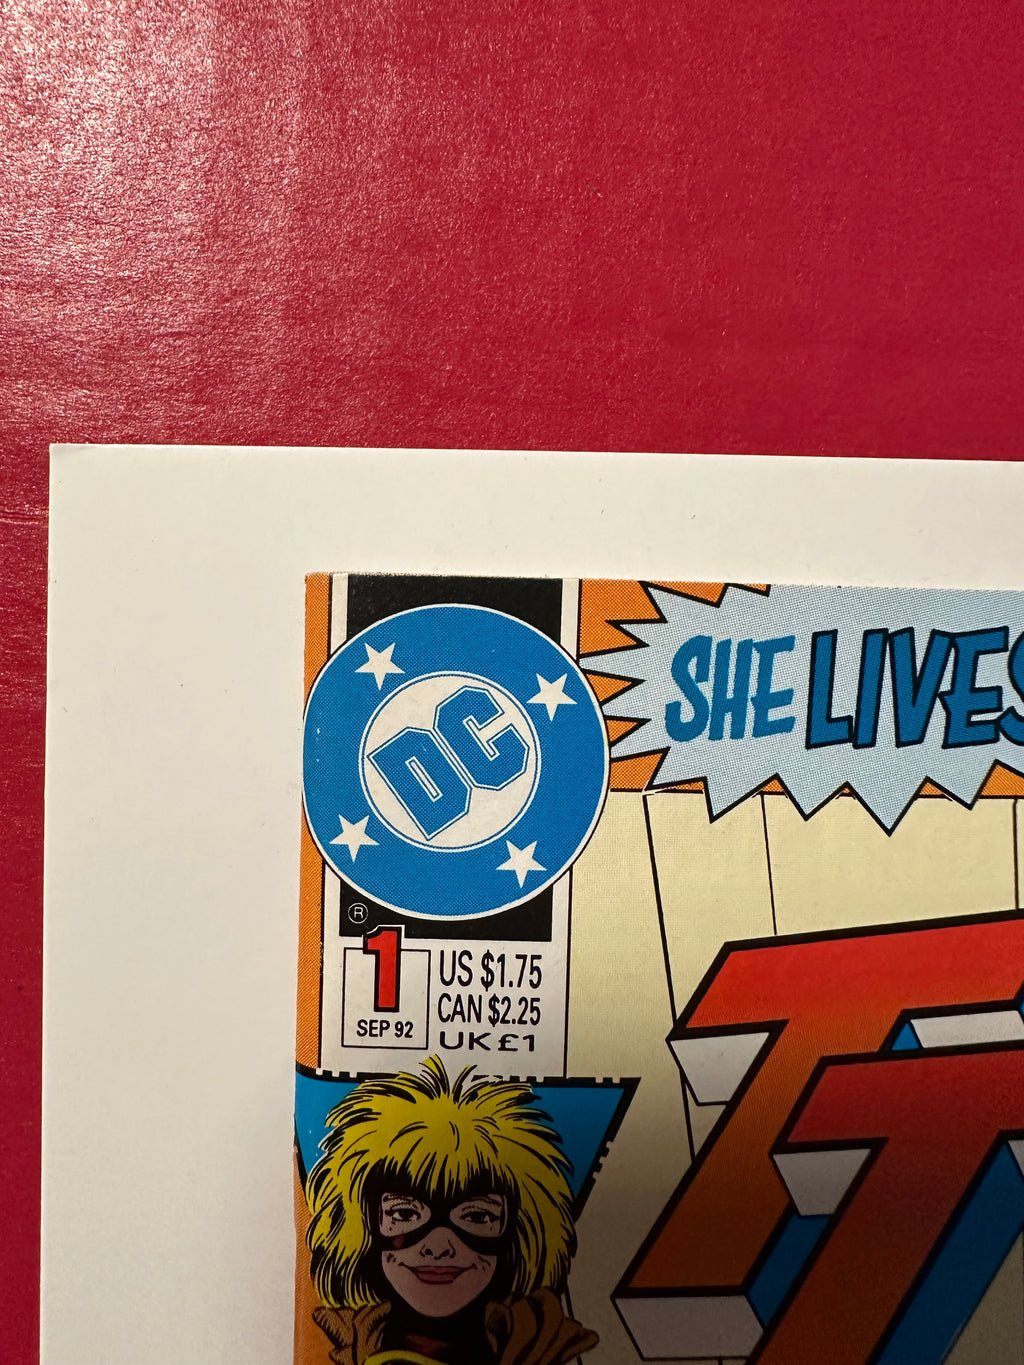 SHE LIVES
DC
®
1
SEP 92
US $1.75
CAN $2.25
UK £1
T
T